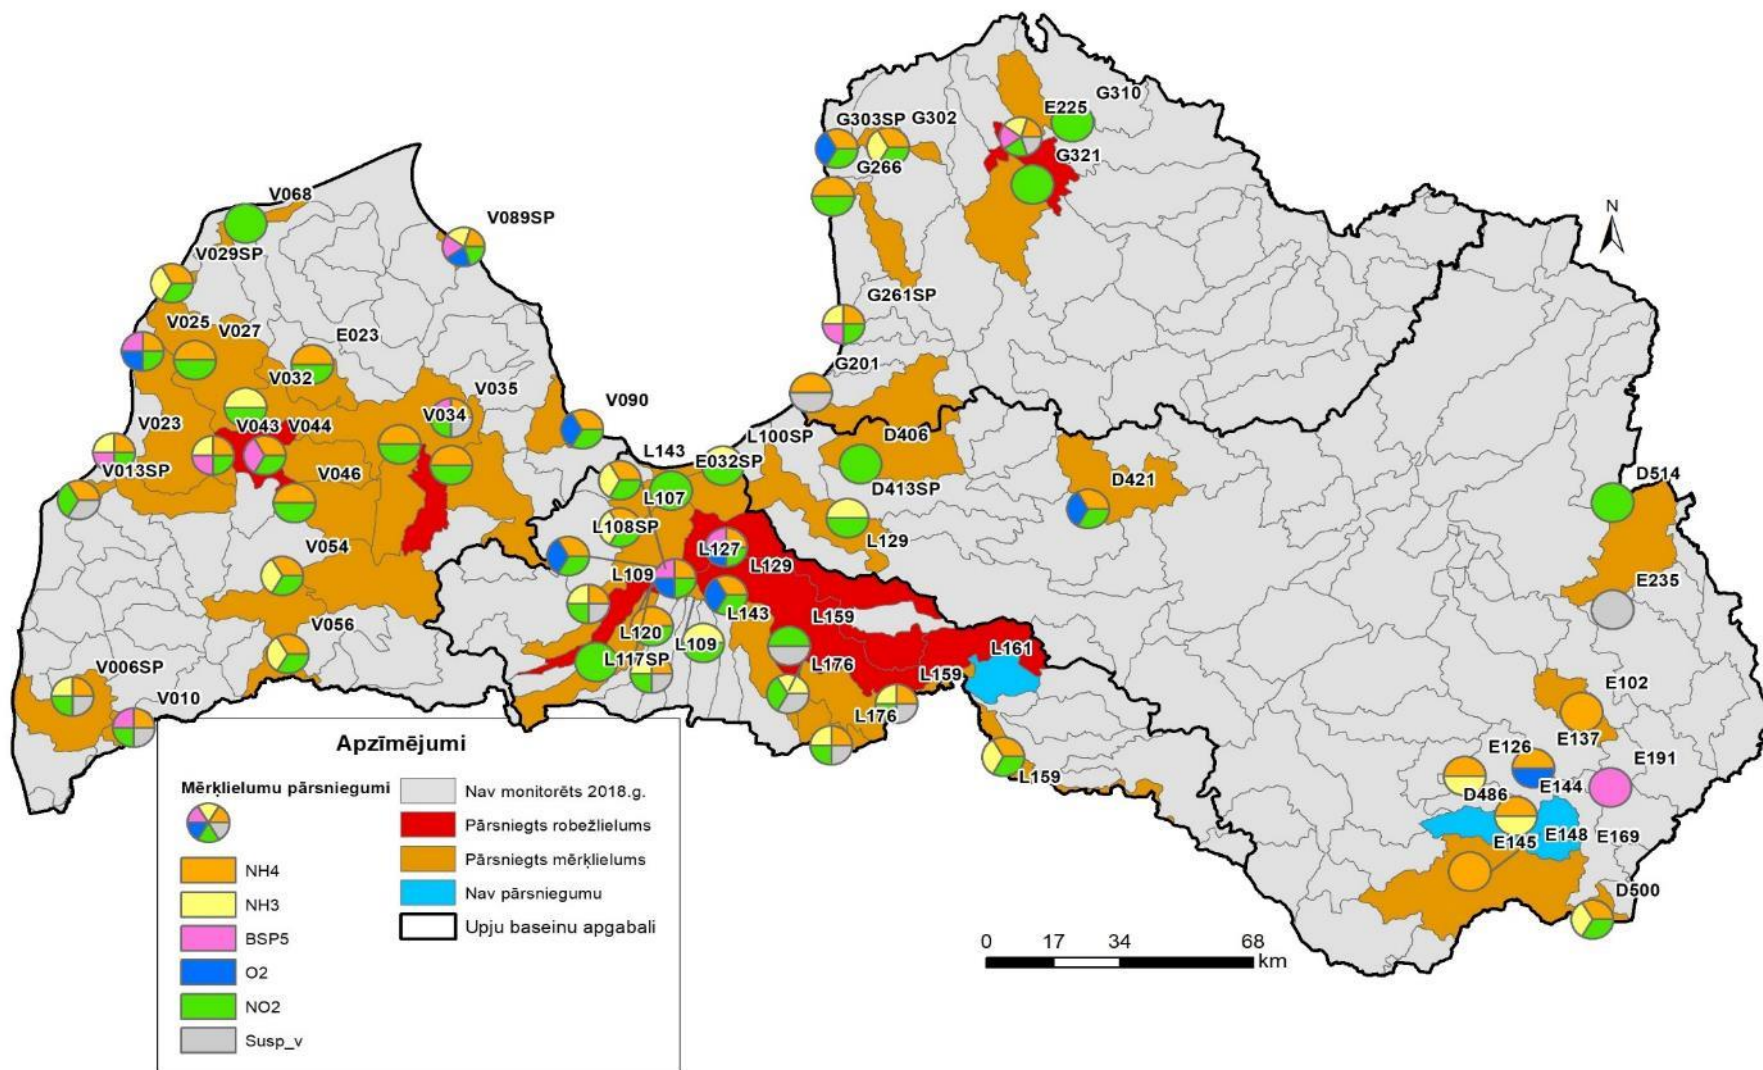 G310
E225
G303SP
G302
G321
G266
V068
V089SP
N
V029SP
G261SP
V025
V027
E023
G201
V032
V035
V090
V023
V034
L100SP
V043
V044
D406
L143
E032SP
V013SP
V046
D421
D514
D413SP
L107
L108SP
L129
L127
V054
L129
L109
E235
L143
L159
L120
L109
V056
L161
L117SP
L176
L159
V006SP
E102
V010
L176
E137
E126
E191
L159
E144
D486
E148
E169
E145
D500
Apzīmējumi
Mērķlielumu pārsniegumi
NH4
NH3
BSP5
O2
NO2
Susp_v
Nav monitorēts 2018.g.
Pārsniegts robežlielums
Pārsniegts mērķlielums
Nav pārsniegumu
Upju baseinu apgabali
0 17 34 68
km